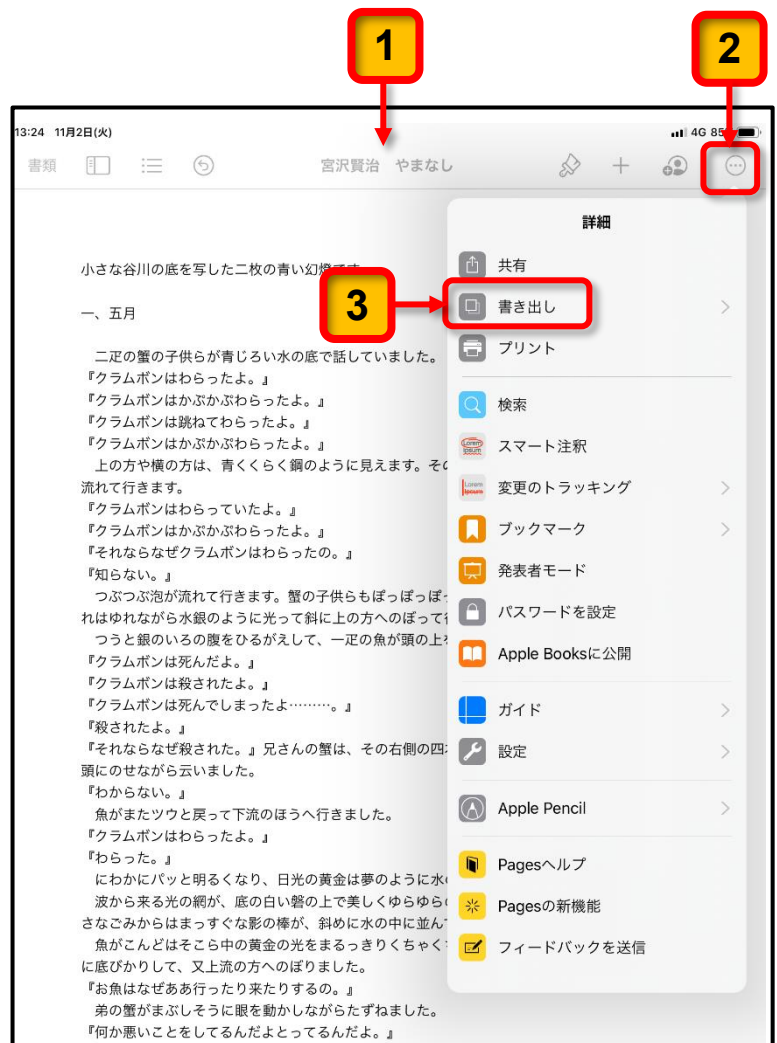 1
2
13:24 11月2日(火)
4G 85
書類
宮沢賢治 やまなし
詳細
共有
3
書き出し
プリント
検索
Lorem
ipsum
スマート注釈
Lorem
ipsum
変更のトラッキング
ブックマーク
発表者モード
パスワードを設定
Apple Booksに公開
ガイド
設定
Apple Pencil
Pagesヘルプ
Pagesの新機能
フィードバックを送信
小さな谷川の底を写した二枚の青い幻燈です
一、五月
二疋の蟹の子供らが青じろい水の底で話していました。
『クラムボンはわらったよ。』
『クラムボンはかぷかぷわらったよ。』
『クラムボンは跳ねてわらったよ。』
『クラムボンはかぷかぷわらったよ。』
上の方や横の方は、青くくらく鋼のように見えます。その
流れて行きます。
『クラムボンはわらっていたよ。』
『クラムボンはかぷかぷわらったよ。』
『それならなぜクラムボンはわらったの。』
『知らない。』
つぶつぶ泡が流れて行きます。蟹の子供らもぽっぽっぽっ
れはゆれながら水銀のように光って斜に上の方へのぼって
つうと銀のいろの腹をひるがえして、一疋の魚が頭の上を
『クラムボンは死んだよ。』
『クラムボンは殺されたよ。』
『クラムボンは死んでしまったよ………。』
『殺されたよ。』
『それならなぜ殺された。』兄さんの蟹は、その右側の四
頭にのせながら云いました。
『わからない。』
魚がまたツウと戻って下流のほうへ行きました。
『クラムボンはわらったよ。』
『わらった。』
にわかにパッと明るくなり、日光の黄金は夢のように水
波から来る光の網が、底の白い磐の上で美しくゆらゆら
さなごみからはまっすぐな影の棒が、斜めに水の中に並ん
魚がこんどはそこら中の黄金の光をまるっきりくちゃく
に底びかりして、又上流の方へのぼりました。
『お魚はなぜああ行ったり来たりするの。』
弟の蟹がまぶしそうに眼を動かしながらたずねました。
『何か悪いことをしてるんだよとってるんだよ。』